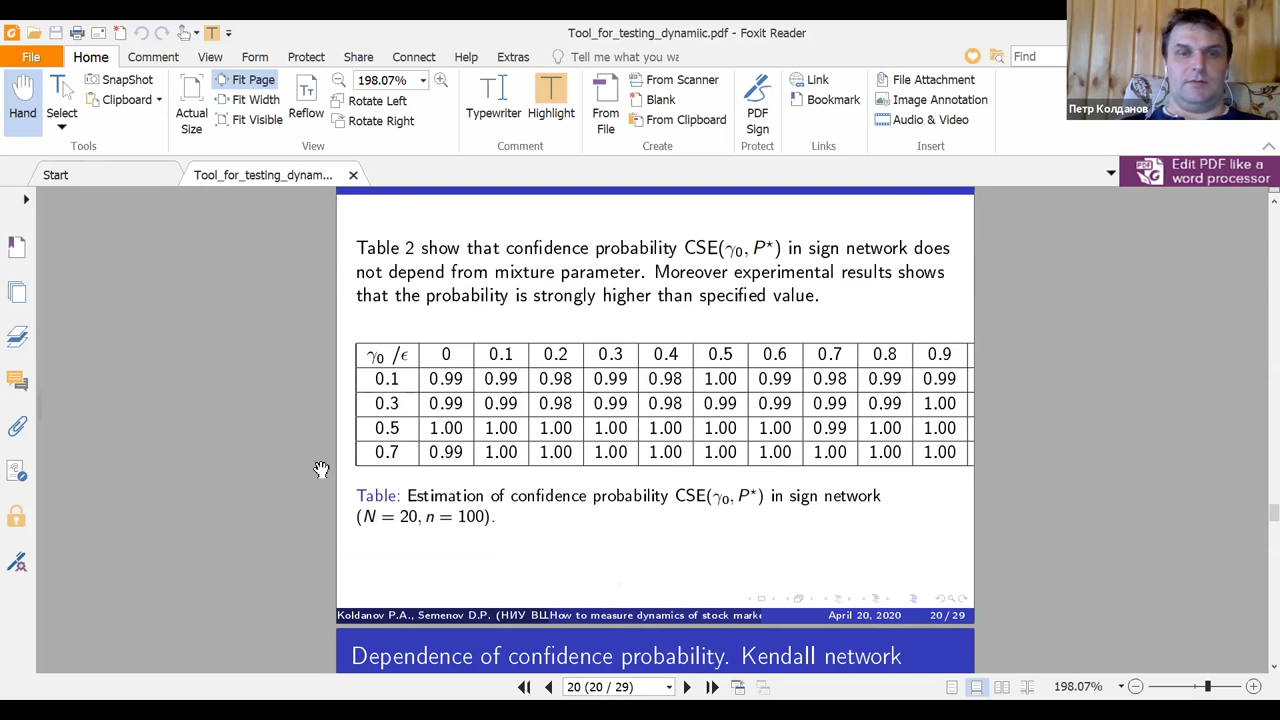 Tool_for_testing_dynamiic.pdf - Foxit Reader
File Home Comment View Form Protect Share Connect Help Extras Tell me what you wa Find
Hand
Select
SnapShot
Clipboard
Tools
Actual Size
Fit Page
Fit Width
Fit Visible
Reflow
198.07%
Rotate Left
Rotate Right
View
Typewriter
Highlight
Comment
From File
From Scanner
Blank
From Clipboard
Create
PDF Sign
Protect
Link
Bookmark
Links
File Attachment
Image Annotation
Audio & Video
Insert
Петр Колданов
Start
Tool_for_testing_dynam...
Edit PDF like a
word processor
Table 2 show that confidence probability CSE(γ₀, P*) in sign network does
not depend from mixture parameter. Moreover experimental results shows
that the probability is strongly higher than specified value.
γ₀ /ϵ 0 0.1 0.2 0.3 0.4 0.5 0.6 0.7 0.8 0.9
0.1 0.99 0.99 0.98 0.99 0.98 1.00 0.99 0.98 0.99 0.99
0.3 0.99 0.99 0.98 0.99 0.98 0.99 0.99 0.99 0.99 1.00
0.5 1.00 1.00 1.00 1.00 1.00 1.00 1.00 0.99 1.00 1.00
0.7 0.99 1.00 1.00 1.00 1.00 1.00 1.00 1.00 1.00 1.00
Table: Estimation of confidence probability CSE(γ₀, P*) in sign network
(N = 20, n = 100).
Koldanov P.A., Semenov D.P. (НИУ ВШ How to measure dynamics of stock marke April 20, 2020 20 / 29
Dependence of confidence probability. Kendall network
20 (20 / 29)
198.07%